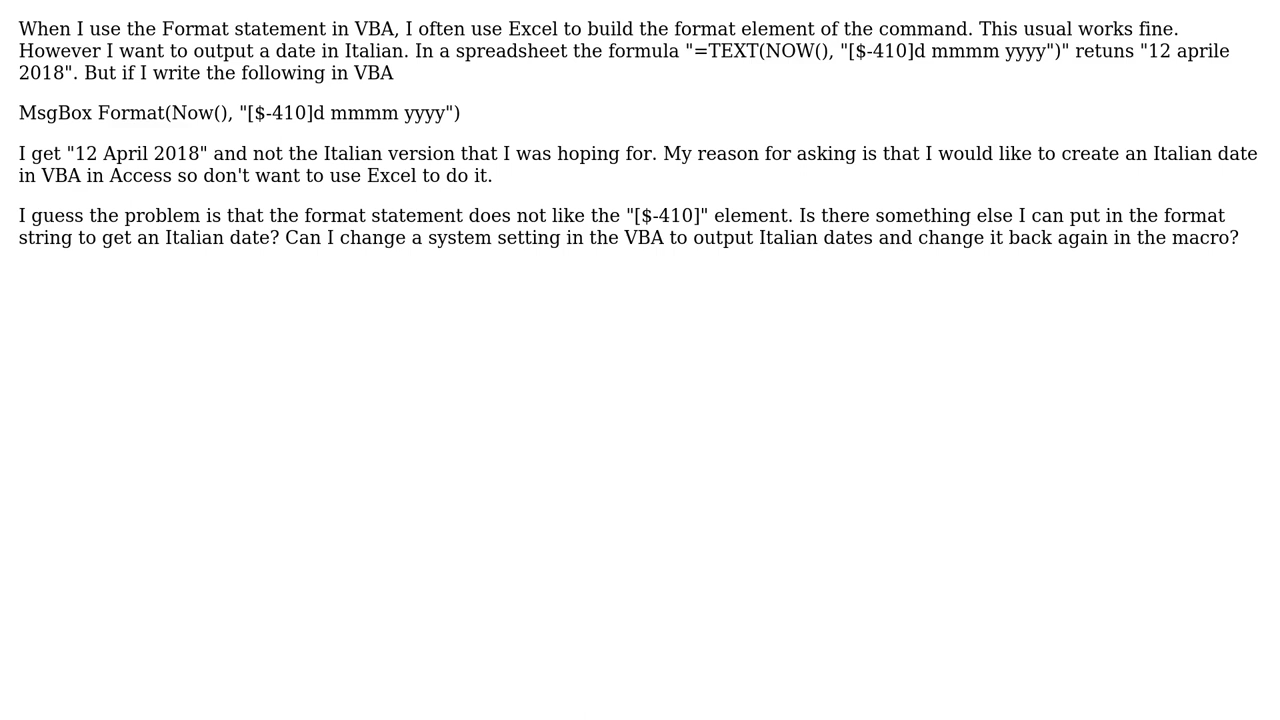 When I use the Format statement in VBA, I often use Excel to build the format element of the command. This usual works fine.
However I want to output a date in Italian. In a spreadsheet the formula "=TEXT(NOW(), "[$-410]d mmmm yyyy")" retuns "12 aprile
2018". But if I write the following in VBA
MsgBox Format(Now(), "[$-410]d mmmm yyyy")
I get "12 April 2018" and not the Italian version that I was hoping for. My reason for asking is that I would like to create an Italian date
in VBA in Access so don't want to use Excel to do it.
I guess the problem is that the format statement does not like the "[$-410]" element. Is there something else I can put in the format
string to get an Italian date? Can I change a system setting in the VBA to output Italian dates and change it back again in the macro?